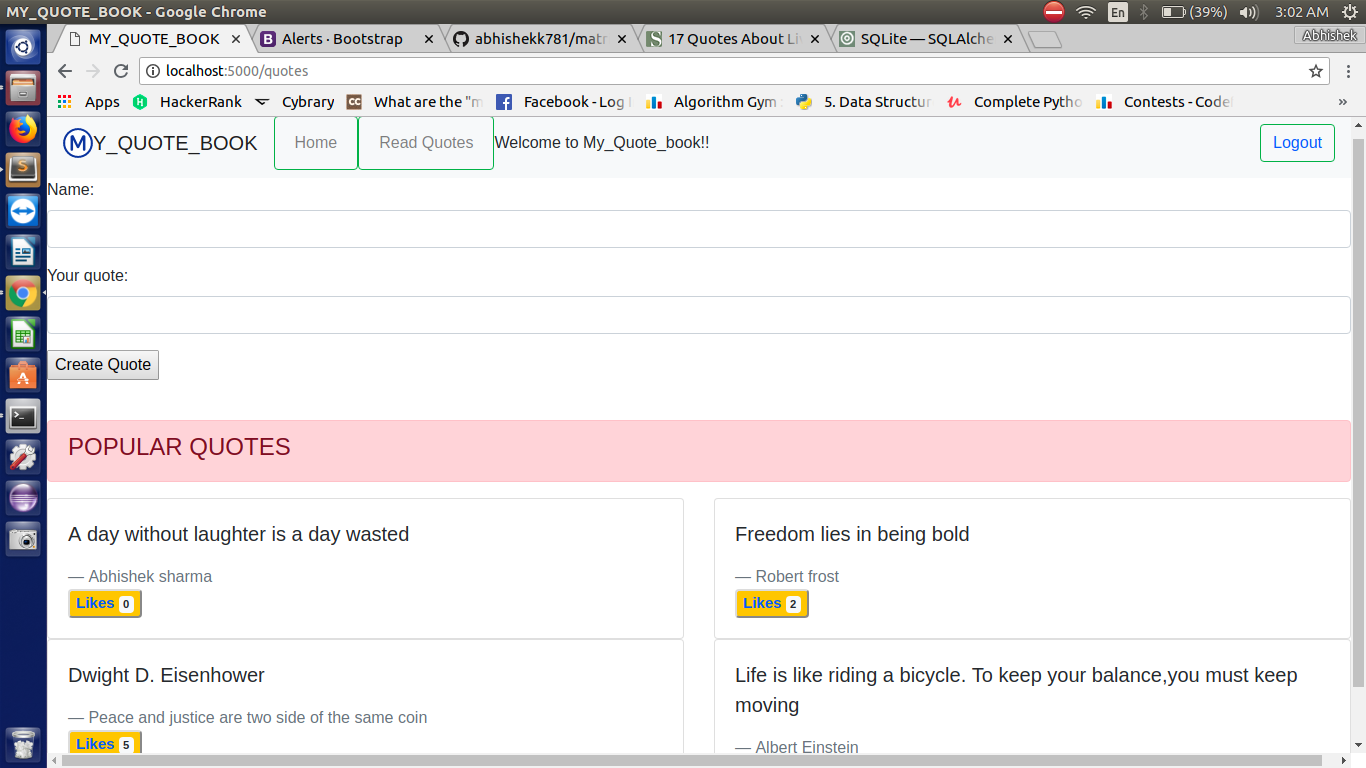 MY_QUOTE_BOOK - Google Chrome
En
(39%)
3:02 AM
MY_QUOTE_BOOK
Alerts · Bootstrap
abhishekk781/matr
17 Quotes About Liv
SQLite — SQLAlche
Abhishek
localhost:5000/quotes
Apps
HackerRank
Cybrary
CC
What are the "m
Facebook - Log
Algorithm Gym
5. Data Structur
Complete Pytho
Contests - Code
»
MY_QUOTE_BOOK
Home
Read Quotes
Welcome to My_Quote_book!!
Logout
Name:
Your quote:
Create Quote
POPULAR QUOTES
A day without laughter is a day wasted
— Abhishek sharma
Likes 0
Freedom lies in being bold
— Robert frost
Likes 2
Dwight D. Eisenhower
— Peace and justice are two side of the same coin
Likes 5
Life is like riding a bicycle. To keep your balance,you must keep
moving
— Albert Einstein